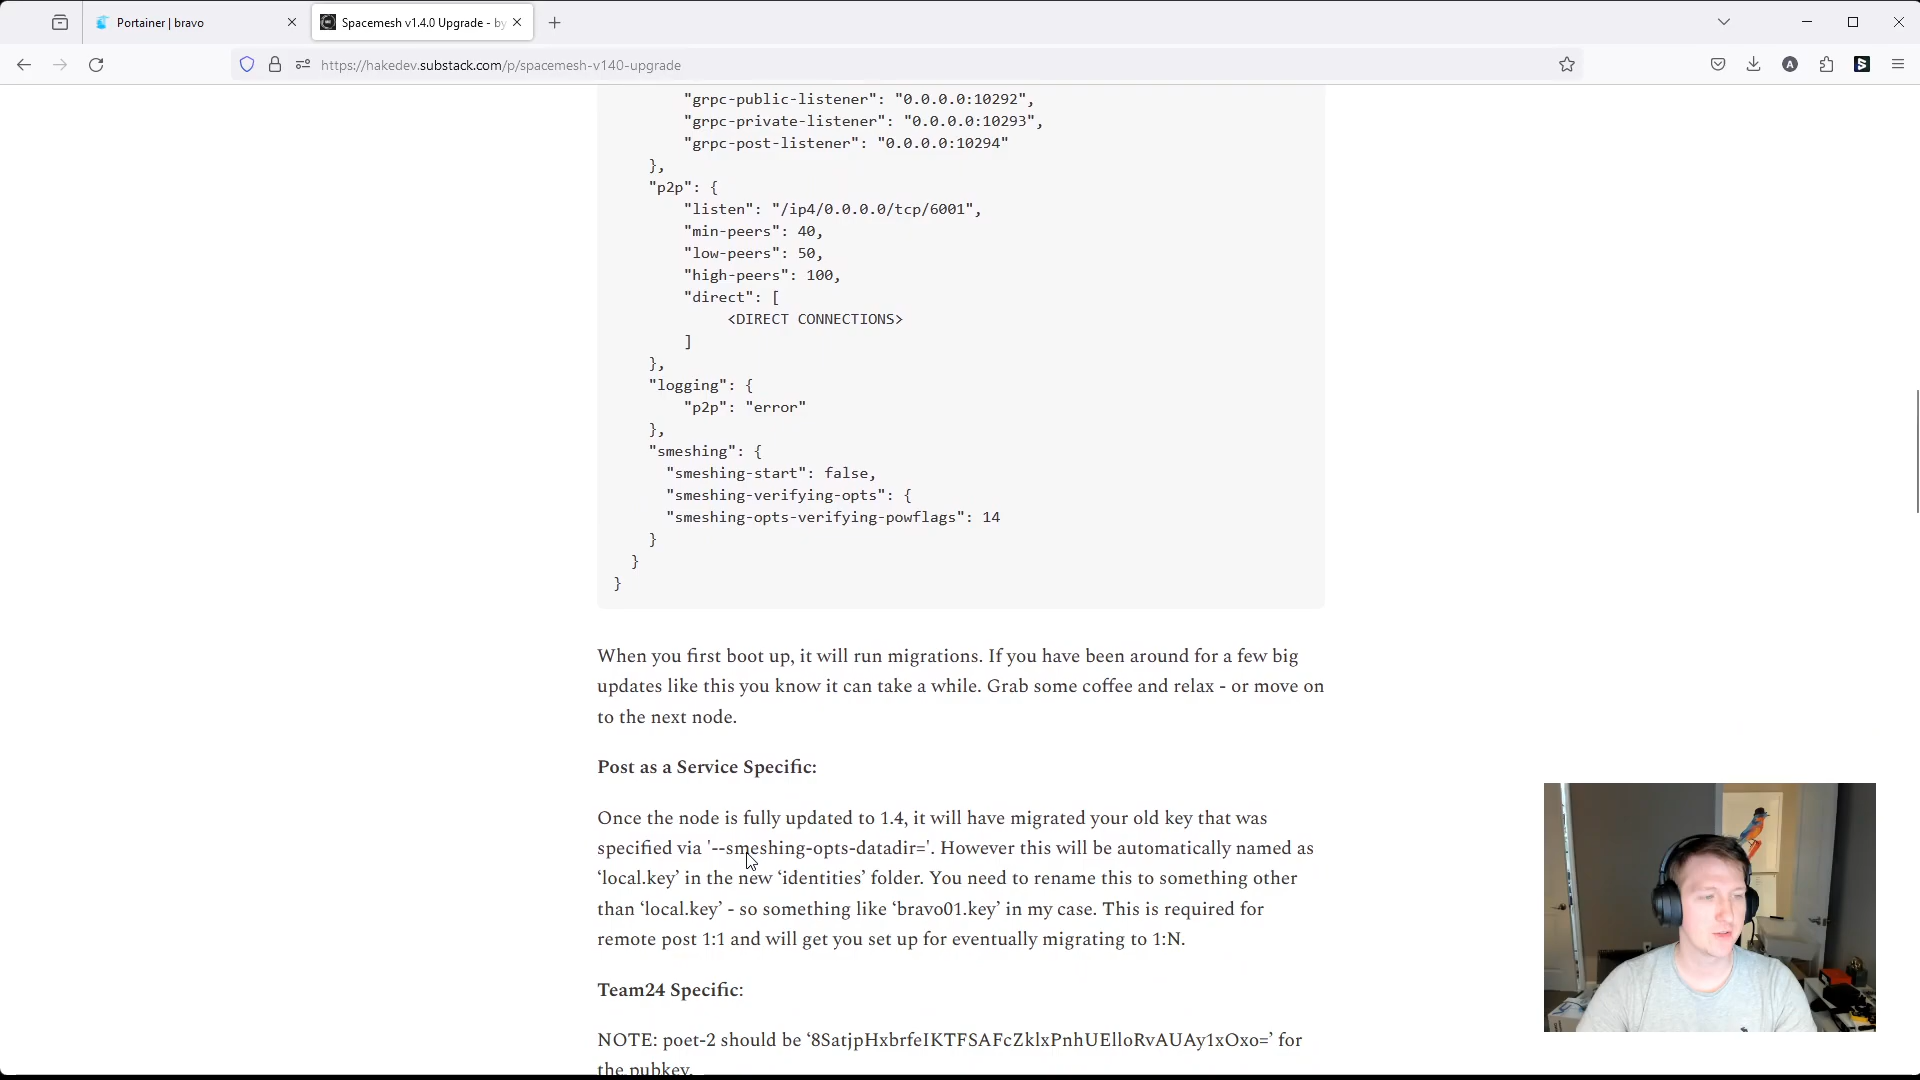 Portainer | bravo
Spacemesh v1.4.0 Upgrade - by
https://hakedev.substack.com/p/spacemesh-v140-upgrade
"grpc-public-listener": "0.0.0.0:10292",
"grpc-private-listener": "0.0.0.0:10293",
"grpc-post-listener": "0.0.0.0:10294"
},
"p2p": {
"listen": "/ip4/0.0.0.0/tcp/6001",
"min-peers": 40,
"low-peers": 50,
"high-peers": 100,
"direct": [
<DIRECT CONNECTIONS>
]
},
"logging": {
"p2p": "error"
},
"smeshing": {
"smeshing-start": false,
"smeshing-verifying-opts": {
"smeshing-opts-verifying-powflags": 14
}
}
}
When you first boot up, it will run migrations. If you have been around for a few big
updates like this you know it can take a while. Grab some coffee and relax - or move on
to the next node.
Post as a Service Specific:
Once the node is fully updated to 1.4, it will have migrated your old key that was
specified via '--smeshing-opts-datadir='. However this will be automatically named as
‘local.key’ in the new ‘identities’ folder. You need to rename this to something other
than ‘local.key’ - so something like ‘bravo01.key’ in my case. This is required for
remote post 1:1 and will get you set up for eventually migrating to 1:N.
Team24 Specific:
NOTE: poet-2 should be ‘8SatjpHxbrfeIKTFSAFcZklxPnhUElloRvAUAy1xOxo=’ for
the pubkey.